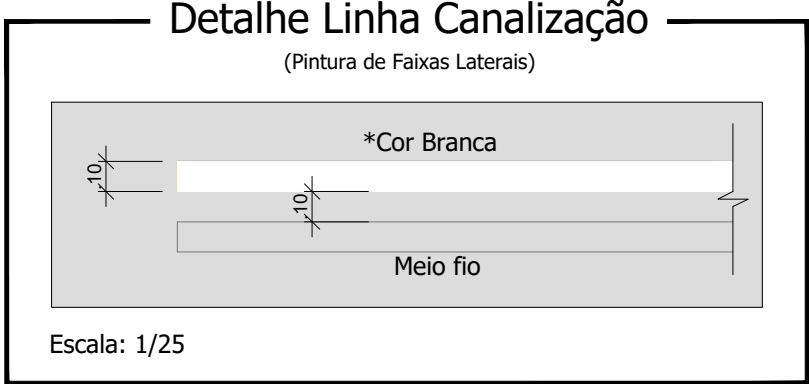 Detalhe Linha Canalização
(Pintura de Faixas Laterais)
*Cor Branca
.10
.10
Meio fio
Escala: 1/25